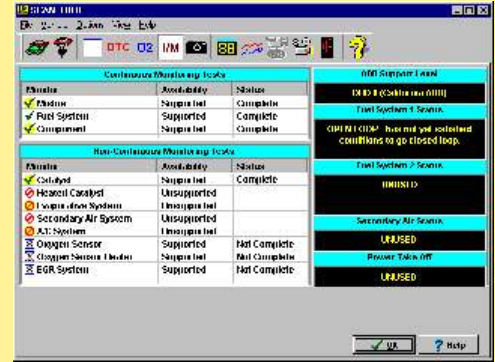 SCAN TOOL
File Options View Help
DTC O2 I/M 88
Continuous Monitoring Tests
Monitor Availability Status
Misfire Supported Complete
Fuel System Supported Complete
Component Supported Complete
Non-Continuous Monitoring Tests
Monitor Availability Status
Catalyst Supported Complete
Heated Catalyst Unsupported
Evaporative System Unsupported
Secondary Air System Unsupported
A/C System Unsupported
Oxygen Sensor Supported Not Complete
Oxygen Sensor Heater Supported Not Complete
EGR System Supported Not Complete
OBD Support Level
OBD II (California ARB)
Fuel System 1 Status
OPEN LOOP - has not yet satisfied
conditions to go closed loop.
Fuel System 2 Status
UNUSED
Secondary Air Status
UNUSED
Power Take Off
UNUSED
OK Help